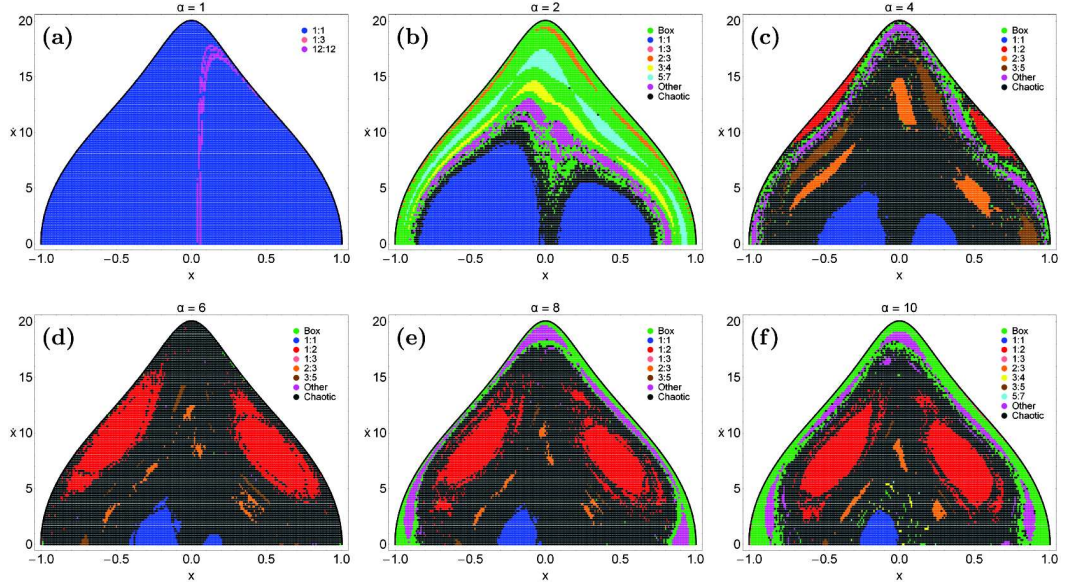 α = 1
(a)
1:1
1:3
12:12
20
15
ẋ 10
5
0
−1.0 −0.5 0.0 0.5 1.0
x
α = 2
(b)
Box
1:1
1:3
2:3
3:4
5:7
Other
Chaotic
20
15
ẋ 10
5
0
−1.0 −0.5 0.0 0.5 1.0
x
α = 4
(c)
Box
1:1
1:2
2:3
3:5
Other
Chaotic
20
15
ẋ 10
5
0
−1.0 −0.5 0.0 0.5 1.0
x
α = 6
(d)
Box
1:1
1:2
1:3
2:3
3:5
Other
Chaotic
20
15
ẋ 10
5
0
−1.0 −0.5 0.0 0.5 1.0
x
α = 8
(e)
Box
1:1
1:2
1:3
2:3
3:5
Other
Chaotic
20
15
ẋ 10
5
0
−1.0 −0.5 0.0 0.5 1.0
x
α = 10
(f)
Box
1:1
1:2
1:3
2:3
3:4
3:5
5:7
Other
Chaotic
20
15
ẋ 10
5
0
−1.0 −0.5 0.0 0.5 1.0
x